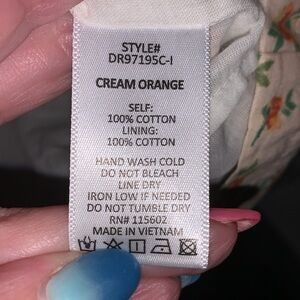 STYLE#
DR97195C-I
CREAM ORANGE
SELF:
100% COTTON
LINING:
100% COTTON
HAND WASH COLD
DO NOT BLEACH
LINE DRY
IRON LOW IF NEEDED
DO NOT TUMBLE DRY
RN# 115602
MADE IN VIETNAM